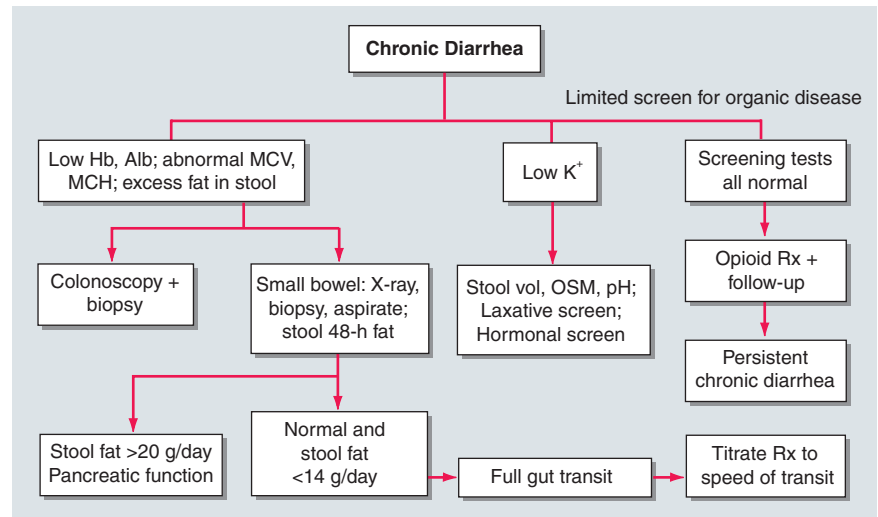 Chronic Diarrhea
Limited screen for organic disease
Low Hb, Alb; abnormal MCV,
MCH; excess fat in stool
Low K⁺
Screening tests
all normal
Colonoscopy +
biopsy
Small bowel: X-ray,
biopsy, aspirate;
stool 48-h fat
Stool vol, OSM, pH;
Laxative screen;
Hormonal screen
Opioid Rx +
follow-up
Persistent
chronic diarrhea
Stool fat >20 g/day
Pancreatic function
Normal and
stool fat
<14 g/day
Full gut transit
Titrate Rx to
speed of transit